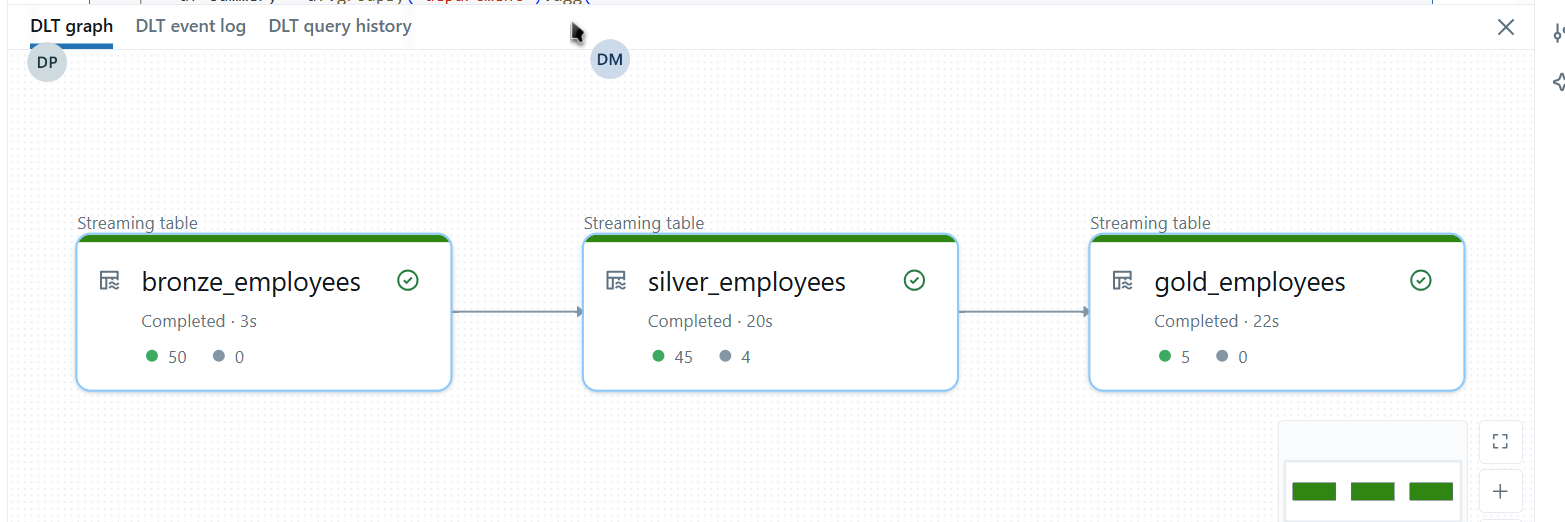 DLT graph DLT event log DLT query history
DP
DM
Streaming table
bronze_employees
Completed · 3s
50 0
Streaming table
silver_employees
Completed · 20s
45 4
Streaming table
gold_employees
Completed · 22s
5 0